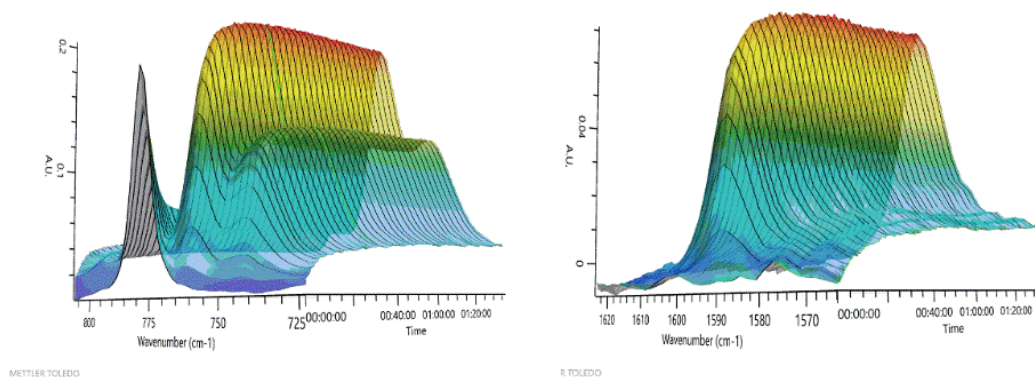 0.2
0.1
A.U.
800
775
750
725
00:00:00
00:40:00
01:00:00
01:20:00
Wavenumber (cm-1)
Time
METTLER TOLEDO
0.04
A.U.
0
1620
1610
1600
1590
1580
1570
00:00:00
00:40:00
01:00:00
01:20:00
Wavenumber (cm-1)
Time
R TOLEDO